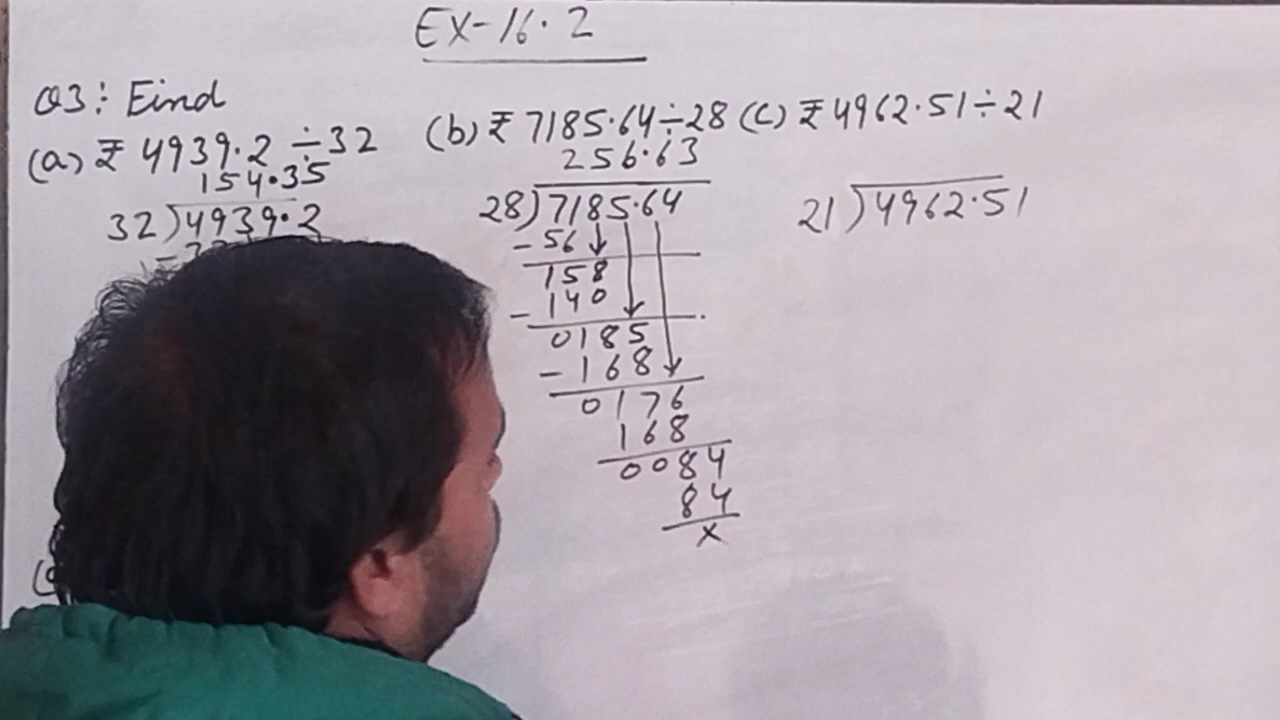 EX-16.2
Q3: Find
(a) ₹ 4939.2 ÷ 32
154.35
32)4939.2
(b) ₹ 7185.64÷28
256.63
28)7185.64
-56
158
-140
0185
-168
0176
168
0084
84
x
(c) ₹ 4962.51÷21
21)4962.51